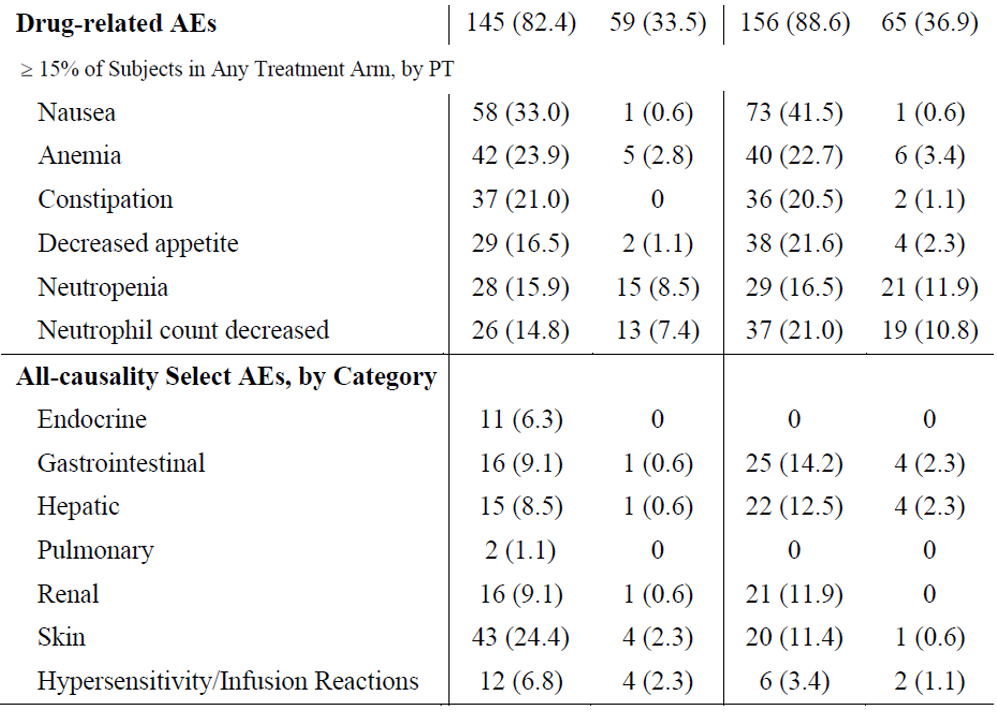 Drug-related AEs 145 (82.4) 59 (33.5) 156 (88.6) 65 (36.9)
≥ 15% of Subjects in Any Treatment Arm, by PT
Nausea 58 (33.0) 1 (0.6) 73 (41.5) 1 (0.6)
Anemia 42 (23.9) 5 (2.8) 40 (22.7) 6 (3.4)
Constipation 37 (21.0) 0 36 (20.5) 2 (1.1)
Decreased appetite 29 (16.5) 2 (1.1) 38 (21.6) 4 (2.3)
Neutropenia 28 (15.9) 15 (8.5) 29 (16.5) 21 (11.9)
Neutrophil count decreased 26 (14.8) 13 (7.4) 37 (21.0) 19 (10.8)
All-causality Select AEs, by Category
Endocrine 11 (6.3) 0 0 0
Gastrointestinal 16 (9.1) 1 (0.6) 25 (14.2) 4 (2.3)
Hepatic 15 (8.5) 1 (0.6) 22 (12.5) 4 (2.3)
Pulmonary 2 (1.1) 0 0 0
Renal 16 (9.1) 1 (0.6) 21 (11.9) 0
Skin 43 (24.4) 4 (2.3) 20 (11.4) 1 (0.6)
Hypersensitivity/Infusion Reactions 12 (6.8) 4 (2.3) 6 (3.4) 2 (1.1)